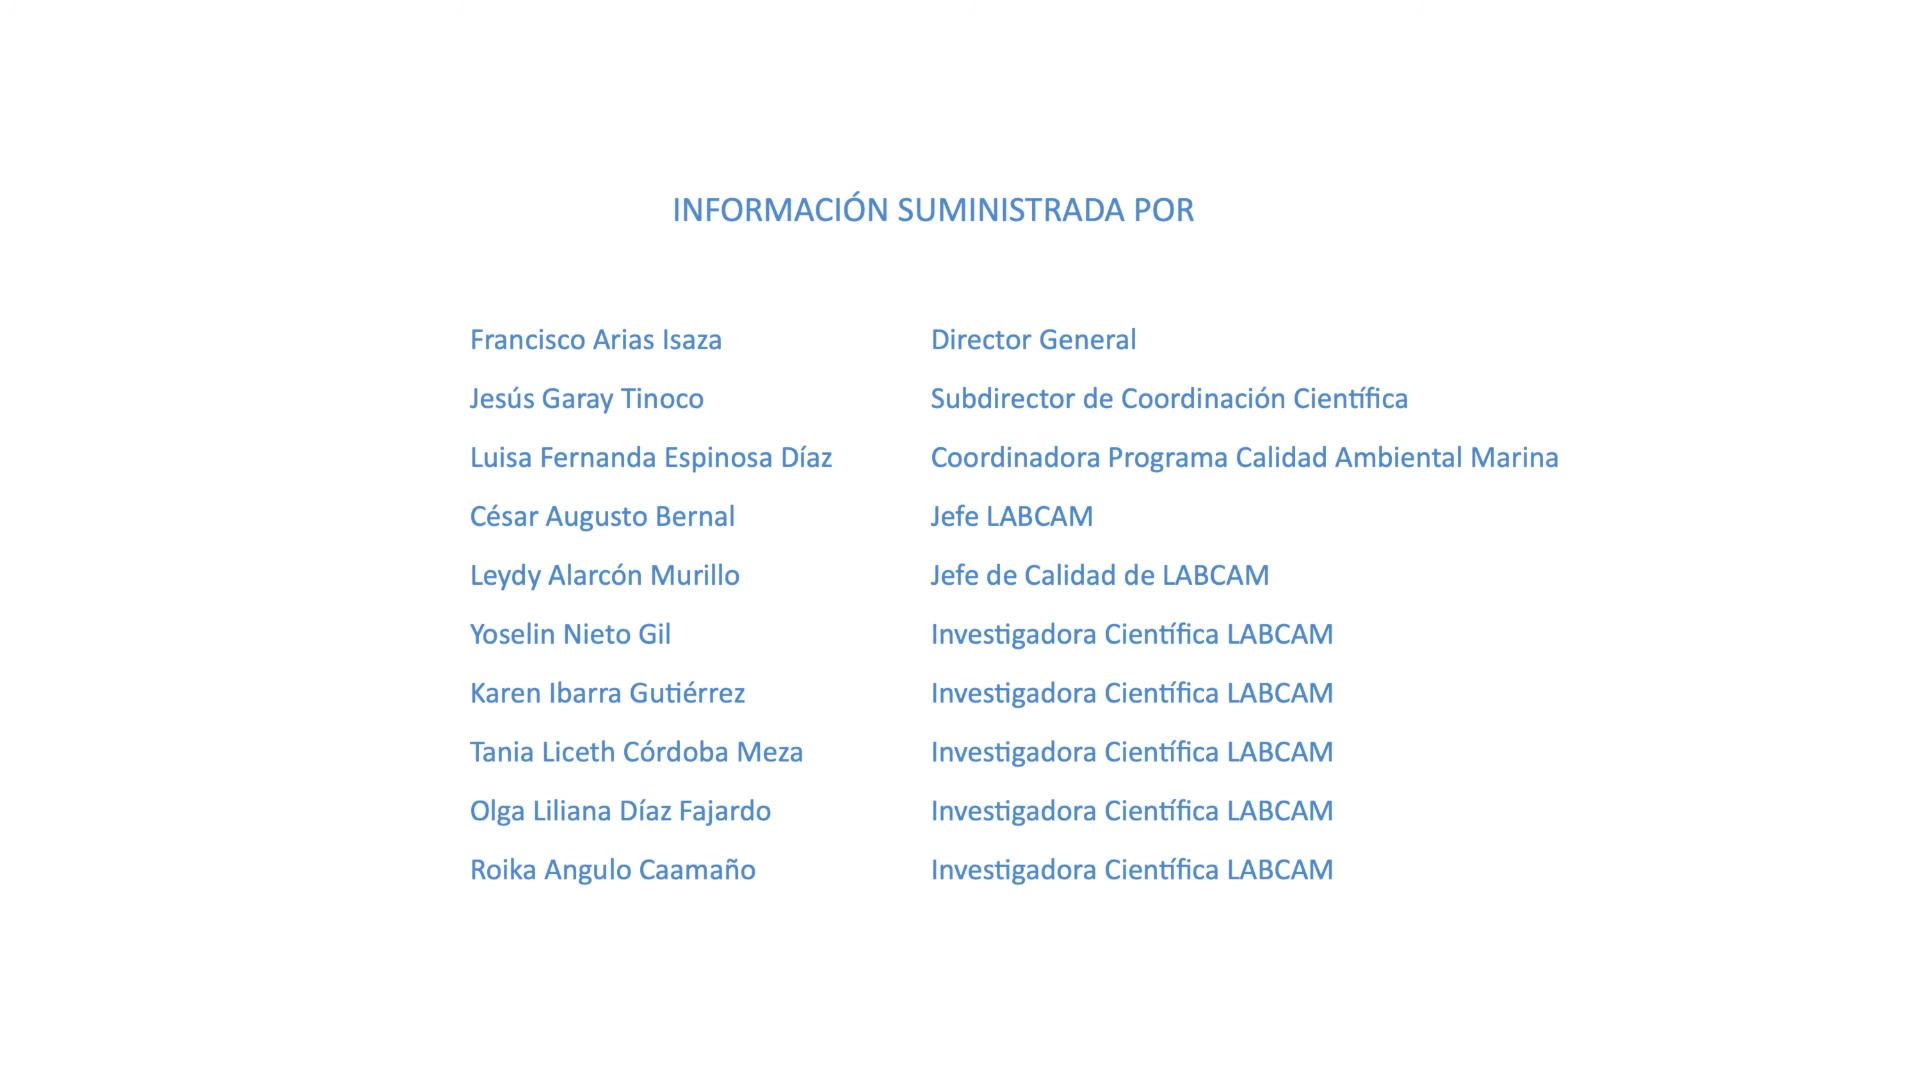 INFORMACIÓN SUMINISTRADA POR
Francisco Arias Isaza Director General
Jesús Garay Tinoco Subdirector de Coordinación Científica
Luisa Fernanda Espinosa Díaz Coordinadora Programa Calidad Ambiental Marina
César Augusto Bernal Jefe LABCAM
Leydy Alarcón Murillo Jefe de Calidad de LABCAM
Yoselin Nieto Gil Investigadora Científica LABCAM
Karen Ibarra Gutiérrez Investigadora Científica LABCAM
Tania Liceth Córdoba Meza Investigadora Científica LABCAM
Olga Liliana Díaz Fajardo Investigadora Científica LABCAM
Roika Angulo Caamaño Investigadora Científica LABCAM